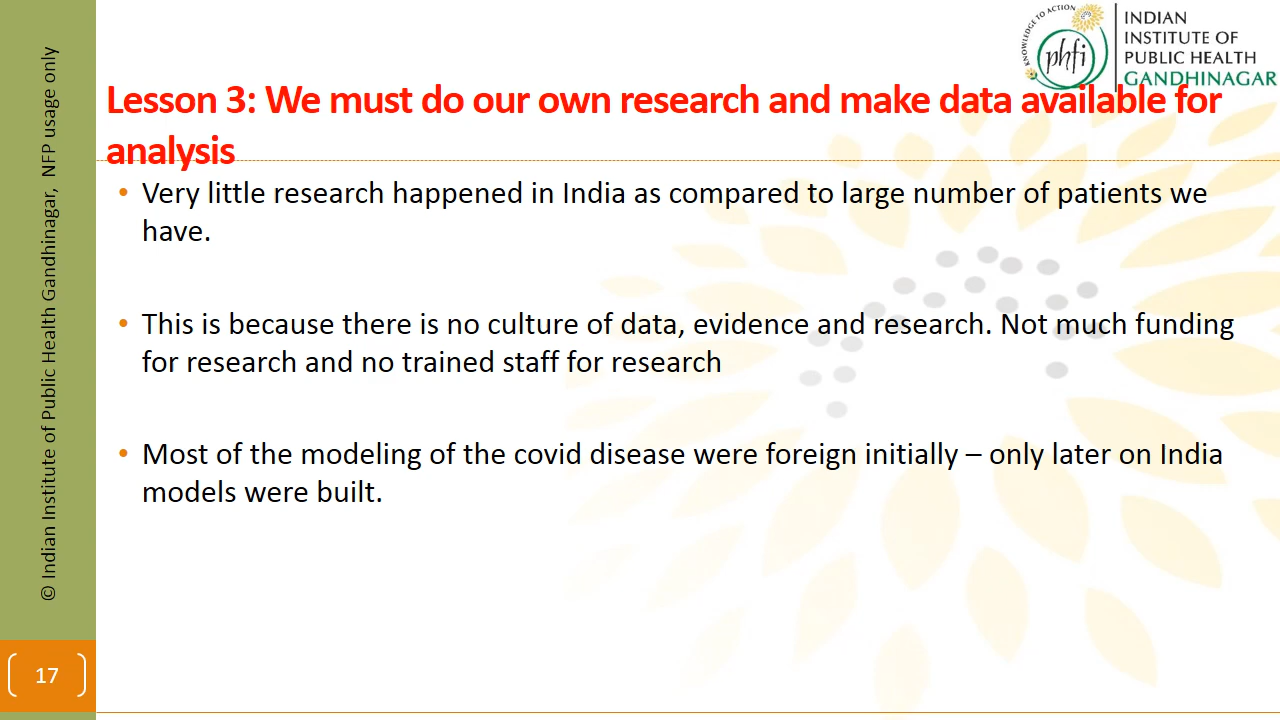 KNOWLEDGE TO ACTION
phfi
INDIAN
INSTITUTE OF
PUBLIC HEALTH
GANDHINAGAR
Lesson 3: We must do our own research and make data available for
analysis
• Very little research happened in India as compared to large number of patients we
have.
• This is because there is no culture of data, evidence and research. Not much funding
for research and no trained staff for research
• Most of the modeling of the covid disease were foreign initially – only later on India
models were built.
© Indian Institute of Public Health Gandhinagar, NFP usage only
17